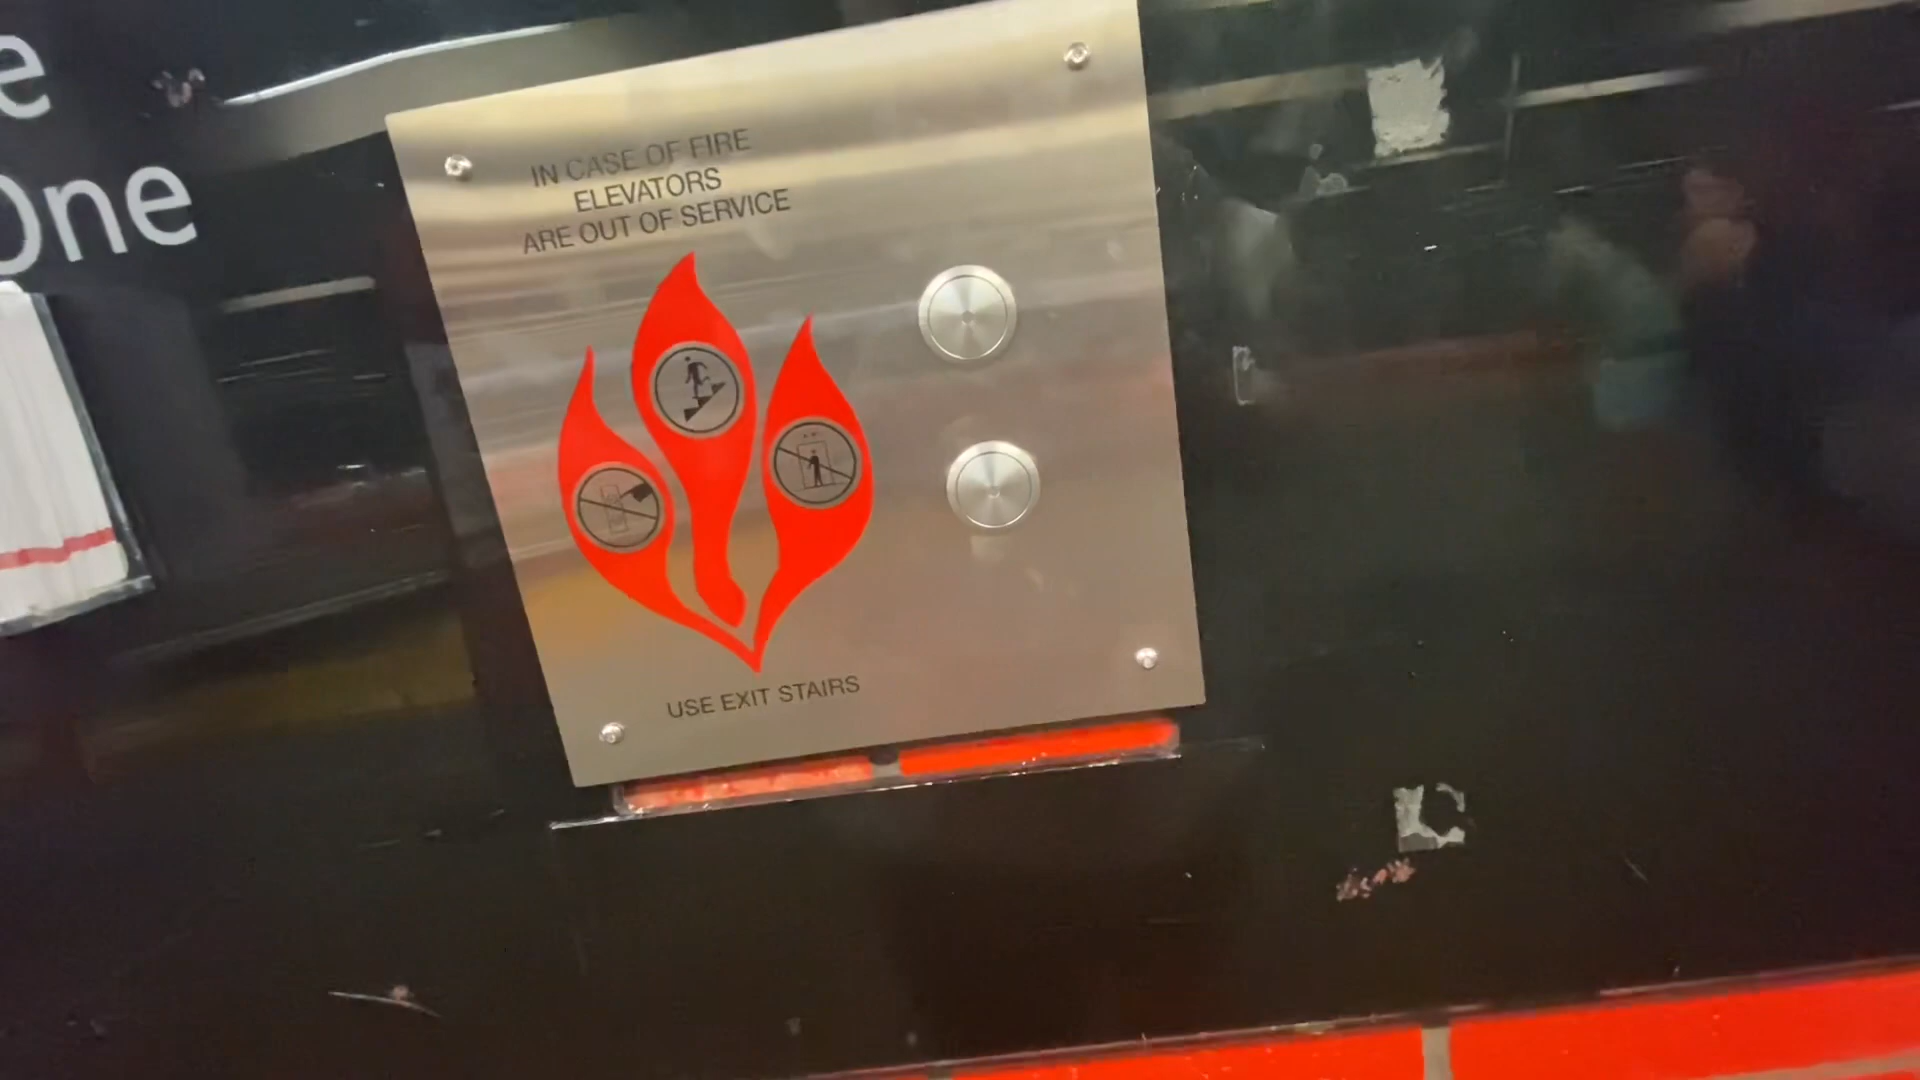 e
One
IN CASE OF FIRE
ELEVATORS
ARE OUT OF SERVICE
USE EXIT STAIRS